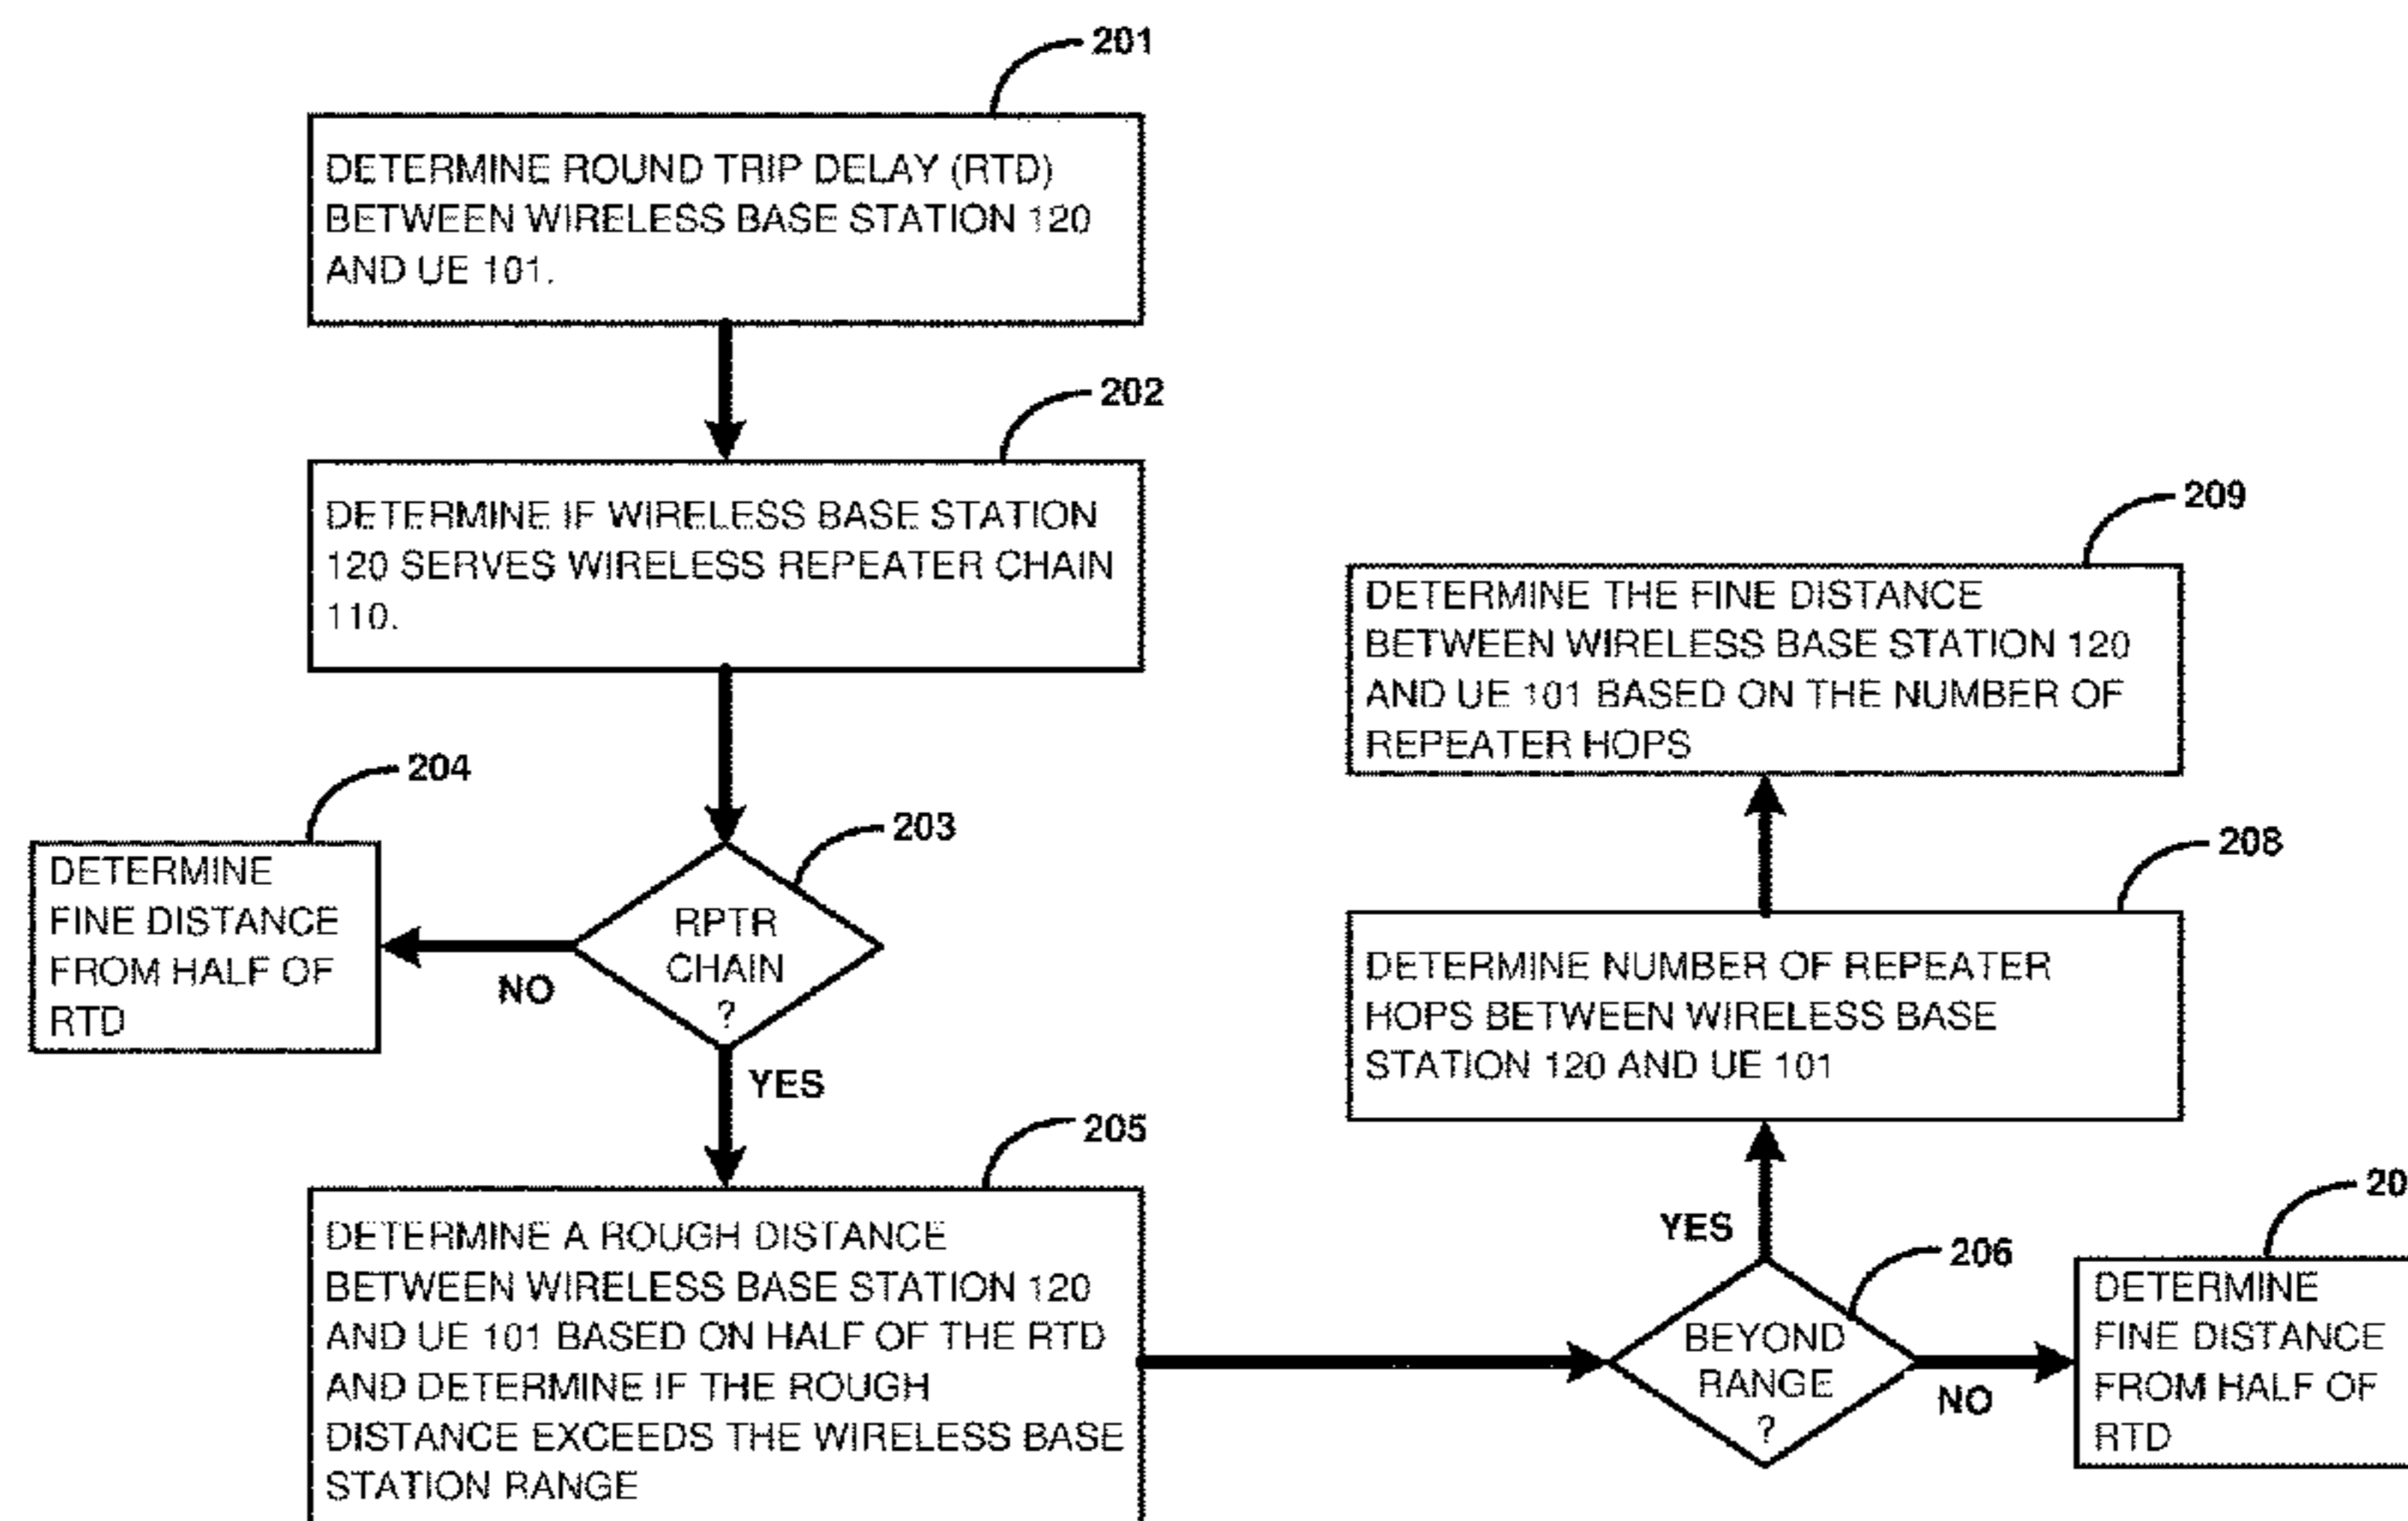 201
DETERMINE ROUND TRIP DELAY (RTD)
BETWEEN WIRELESS BASE STATION 120
AND UE 101.
202
DETERMINE IF WIRELESS BASE STATION
120 SERVES WIRELESS REPEATER CHAIN
110.
203
RPTR
CHAIN
?
NO
YES
204
DETERMINE
FINE DISTANCE
FROM HALF OF
RTD
205
DETERMINE A ROUGH DISTANCE
BETWEEN WIRELESS BASE STATION 120
AND UE 101 BASED ON HALF OF THE RTD
AND DETERMINE IF THE ROUGH
DISTANCE EXCEEDS THE WIRELESS BASE
STATION RANGE
206
BEYOND
RANGE
?
YES
NO
DETERMINE
FINE DISTANCE
FROM HALF OF
RTD
208
DETERMINE NUMBER OF REPEATER
HOPS BETWEEN WIRELESS BASE
STATION 120 AND UE 101
209
DETERMINE THE FINE DISTANCE
BETWEEN WIRELESS BASE STATION 120
AND UE 101 BASED ON THE NUMBER OF
REPEATER HOPS